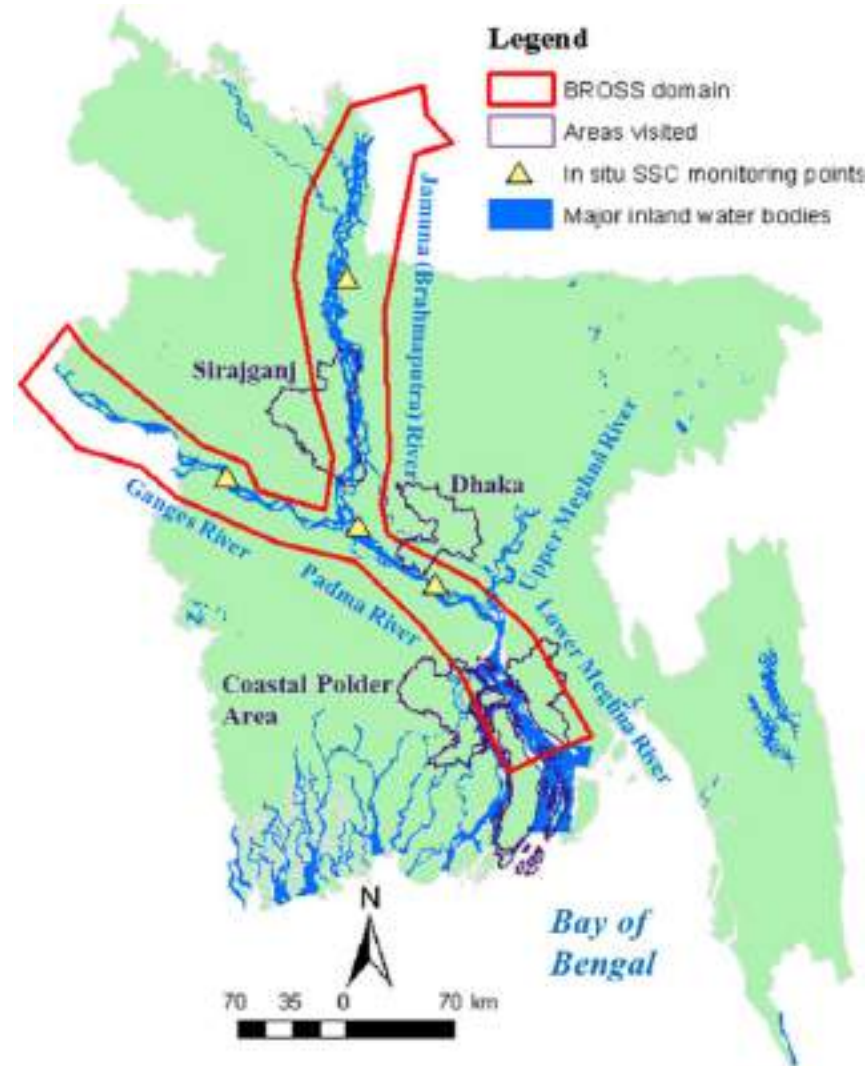 Legend
BROSS domain
Areas visited
In situ SSC monitoring points
Major inland water bodies
Jamuna (Brahmaputra) River
Sirajganj
Dhaka
Upper Meghna River
Ganges River
Padma River
Lower Meghna River
Coastal Polder
Area
N
Bay of
Bengal
70 35 0 70 km